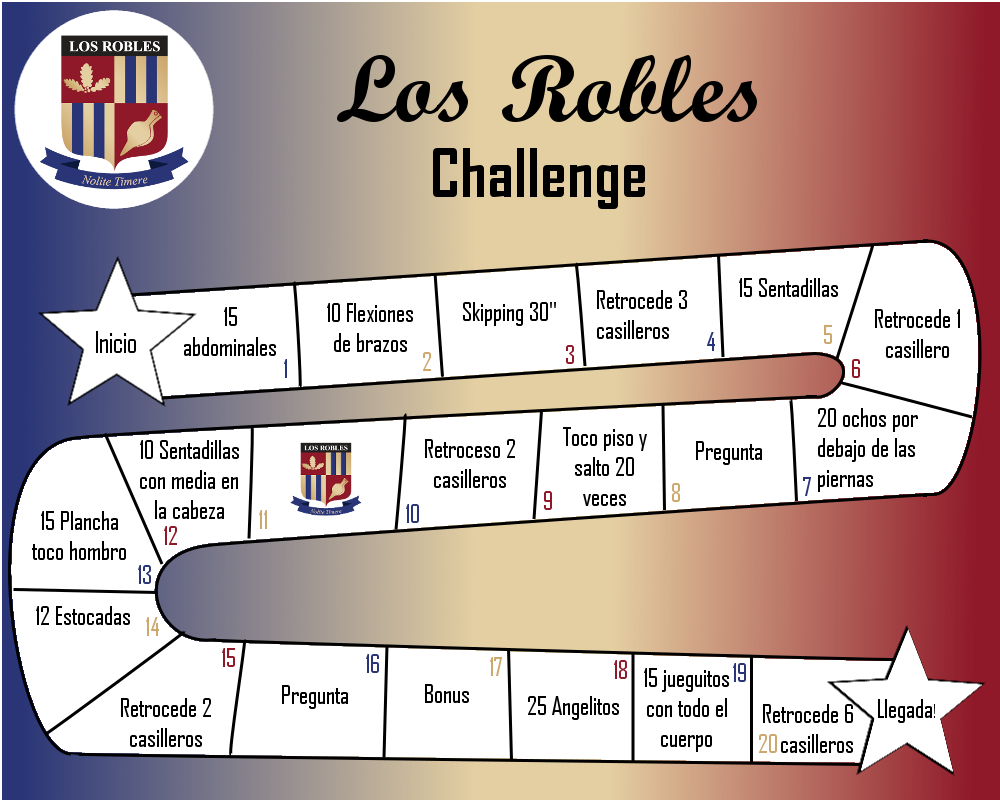 LOS ROBLES
Nolite Timere
Los Robles
Challenge
Inicio
15
abdominales
1
10 Flexiones
de brazos
2
Skipping 30"
3
Retrocede 3
casilleros
4
15 Sentadillas
5
Retrocede 1
casillero
6
20 ochos por
debajo de las
piernas
7
Pregunta
8
Toco piso y
salto 20
veces
9
Retroceso 2
casilleros
10
LOS ROBLES
Nolite Timere
11
10 Sentadillas
con media en
la cabeza
12
15 Plancha
toco hombro
13
12 Estocadas
14
15
Retrocede 2
casilleros
16
Pregunta
17
Bonus
18
25 Angelitos
19
15 jueguitos
con todo el
cuerpo
Retrocede 6
20 casilleros
Llegada!